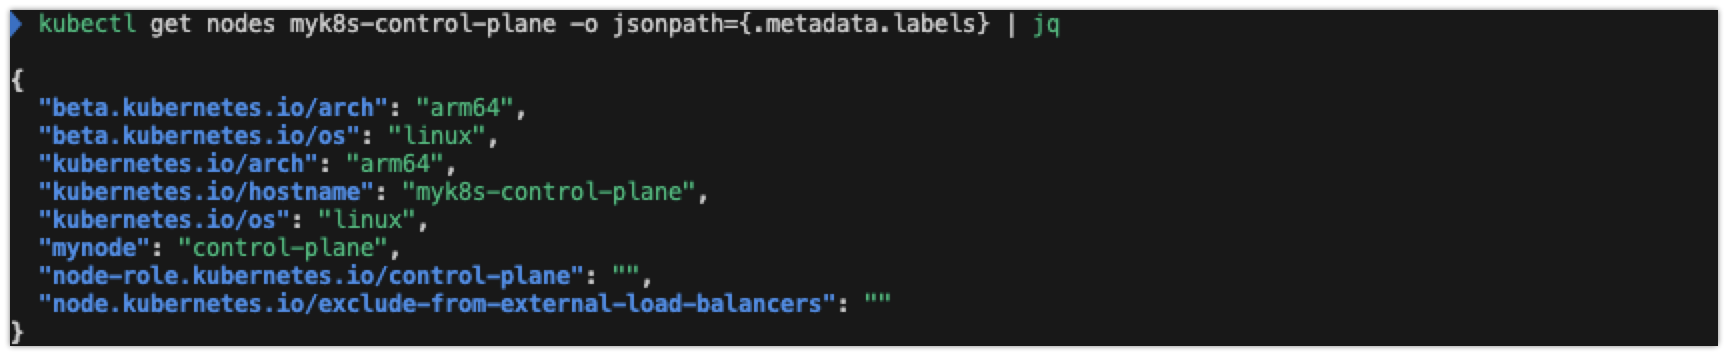 kubectl get nodes myk8s-control-plane -o jsonpath={.metadata.labels} | jq
{
  "beta.kubernetes.io/arch": "arm64",
  "beta.kubernetes.io/os": "linux",
  "kubernetes.io/arch": "arm64",
  "kubernetes.io/hostname": "myk8s-control-plane",
  "kubernetes.io/os": "linux",
  "mynode": "control-plane",
  "node-role.kubernetes.io/control-plane": "",
  "node.kubernetes.io/exclude-from-external-load-balancers": ""
}